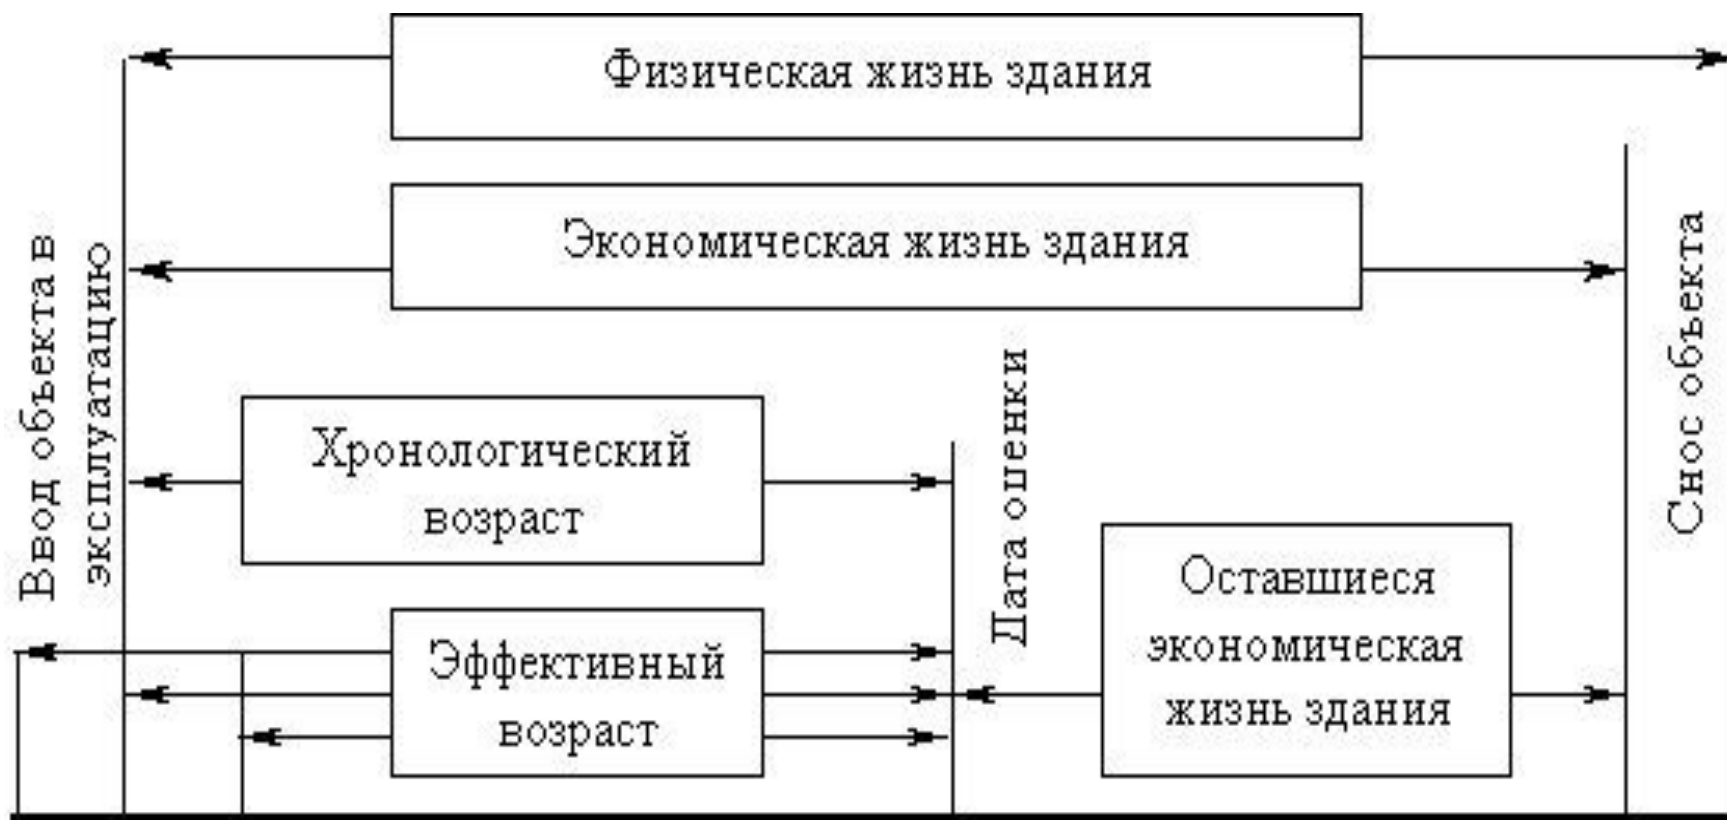 Физическая жизнь здания
Экономическая жизнь здания
Ввод объекта в
эксплуатацию
Хронологический
возраст
Дата оценки
Снос объекта
Эффективный
возраст
Оставшиеся
экономическая
жизнь здания